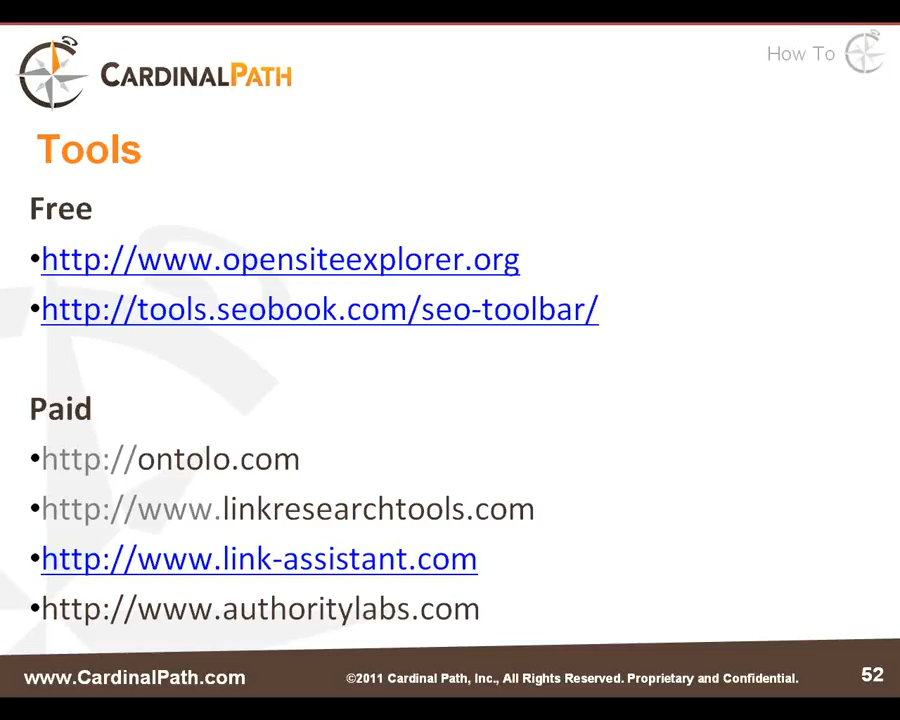 How To
CARDINALPATH
Tools
Free
•http://www.opensiteexplorer.org
•http://tools.seobook.com/seo-toolbar/
Paid
•http://ontolo.com
•http://www.linkresearchtools.com
•http://www.link-assistant.com
•http://www.authoritylabs.com
www.CardinalPath.com ©2011 Cardinal Path, Inc., All Rights Reserved. Proprietary and Confidential. 52